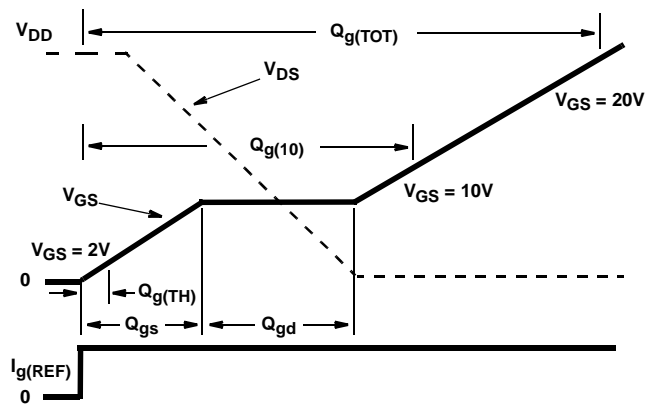 V_DD
Q_g(TOT)
V_DS
V_GS = 20V
Q_g(10)
V_GS
V_GS = 10V
V_GS = 2V
0
Q_g(TH)
Q_gs
Q_gd
I_g(REF)
0